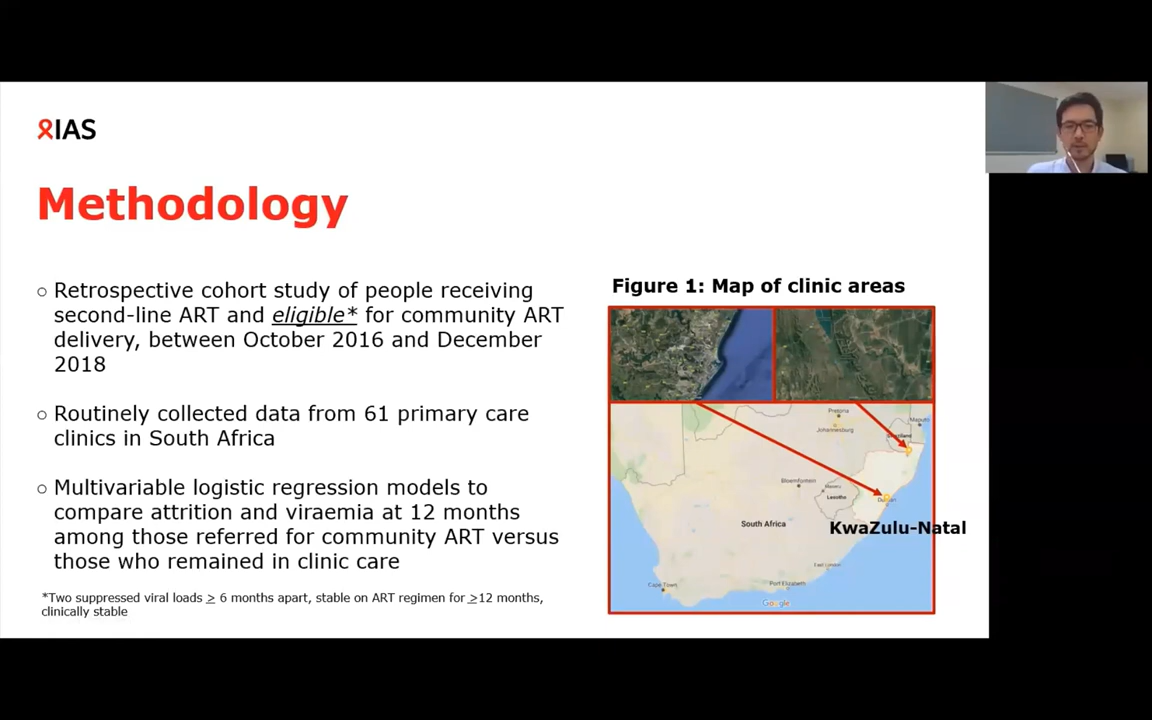 IAS
Methodology
○ Retrospective cohort study of people receiving
second-line ART and eligible* for community ART
delivery, between October 2016 and December
2018
○ Routinely collected data from 61 primary care
clinics in South Africa
○ Multivariable logistic regression models to
compare attrition and viraemia at 12 months
among those referred for community ART versus
those who remained in clinic care
*Two suppressed viral loads ≥ 6 months apart, stable on ART regimen for ≥12 months,
clinically stable
Figure 1: Map of clinic areas
Pretoria
Johannesburg
Maputo
Bloemfontein
Maseru
Lesotho
Durban
South Africa
KwaZulu-Natal
East London
Port Elizabeth
Cape Town
Google